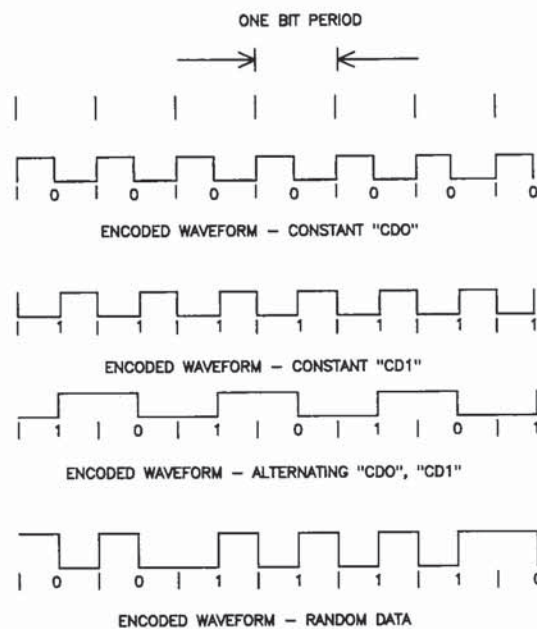 ONE BIT PERIOD
0 0 0 0 0 0 0
ENCODED WAVEFORM — CONSTANT "CD0"
1 1 1 1 1 1 1
ENCODED WAVEFORM — CONSTANT "CD1"
1 0 1 0 1 0 1
ENCODED WAVEFORM — ALTERNATING "CD0", "CD1"
0 0 1 1 1 1 0
ENCODED WAVEFORM — RANDOM DATA